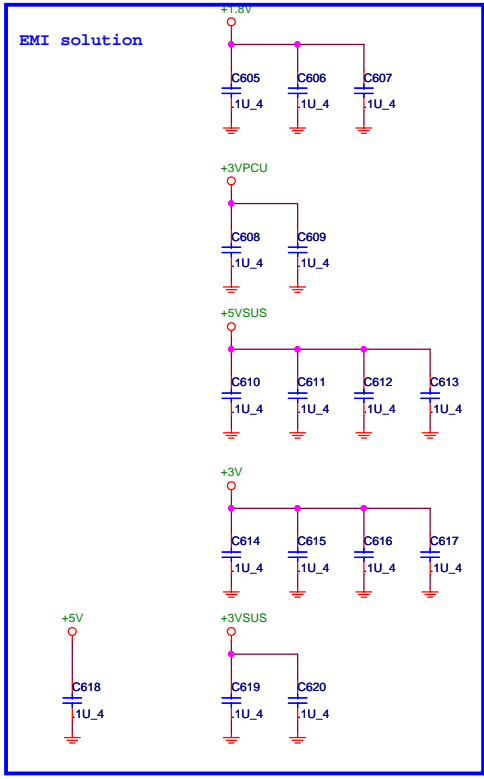 +1.8V
EMI solution
C605 C606 C607
.1U_4 .1U_4 .1U_4
+3VPCU
C608 C609
.1U_4 .1U_4
+5VSUS
C610 C611 C612 C613
.1U_4 .1U_4 .1U_4 .1U_4
+3V
C614 C615 C616 C617
.1U_4 .1U_4 .1U_4 .1U_4
+5V +3VSUS
C618 C619 C620
.1U_4 .1U_4 .1U_4